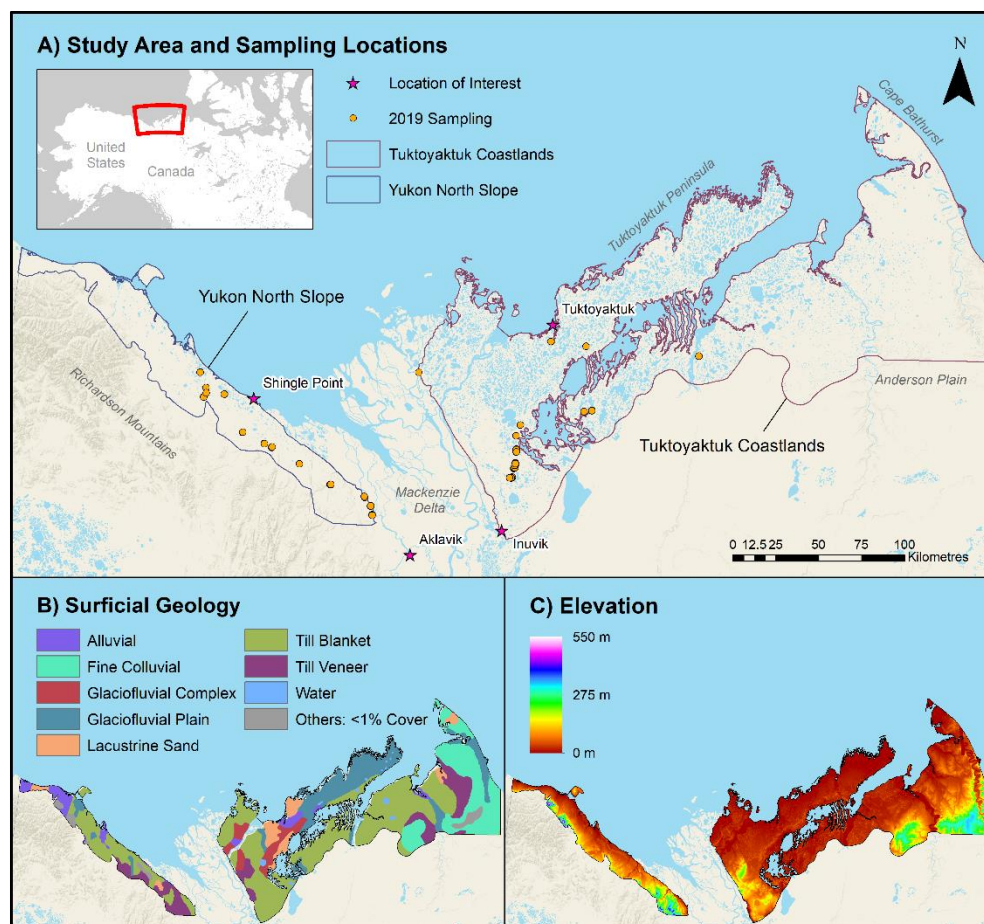 A) Study Area and Sampling Locations
N
Location of Interest
2019 Sampling
Tuktoyaktuk Coastlands
Yukon North Slope
United
States
Canada
Cape Bathurst
Tuktoyaktuk Peninsula
Yukon North Slope
Tuktoyaktuk
Shingle Point
Richardson Mountains
Anderson Plain
Tuktoyaktuk Coastlands
Mackenzie
Delta
Aklavik
Inuvik
0 12.5 25 50 75 100
Kilometres
B) Surficial Geology
Alluvial
Fine Colluvial
Glaciofluvial Complex
Glaciofluvial Plain
Lacustrine Sand
Till Blanket
Till Veneer
Water
Others: <1% Cover
C) Elevation
550 m
275 m
0 m